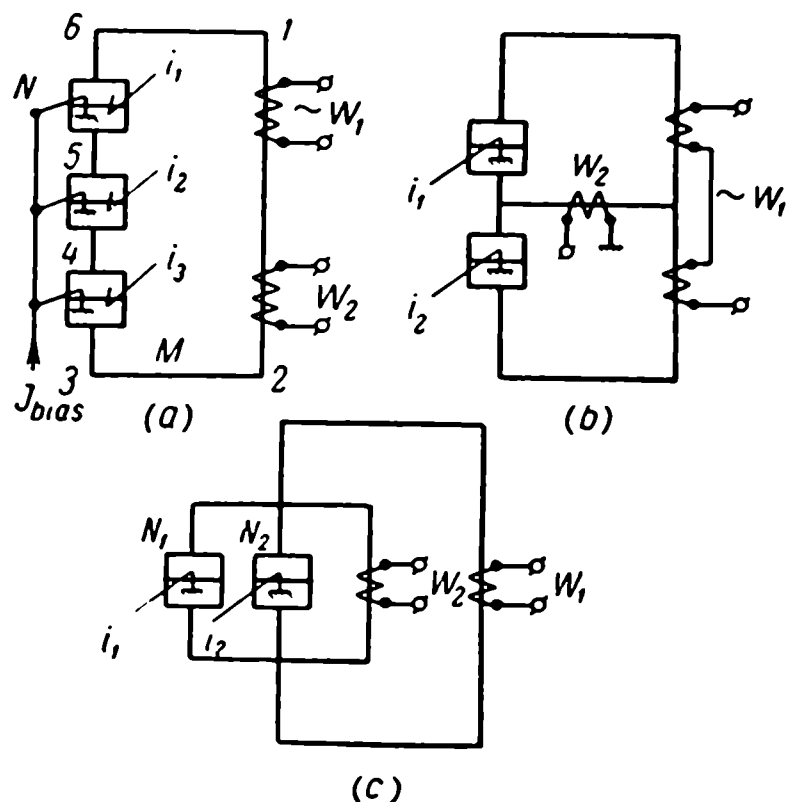 6 1
N i₁
~ W₁
5
i₂
4
i₃
W₂
M
3 2
J_bias
(a)
i₁
W₂
~ W₁
i₂
(b)
N₁ N₂
W₂ W₁
i₁ i₂
(c)